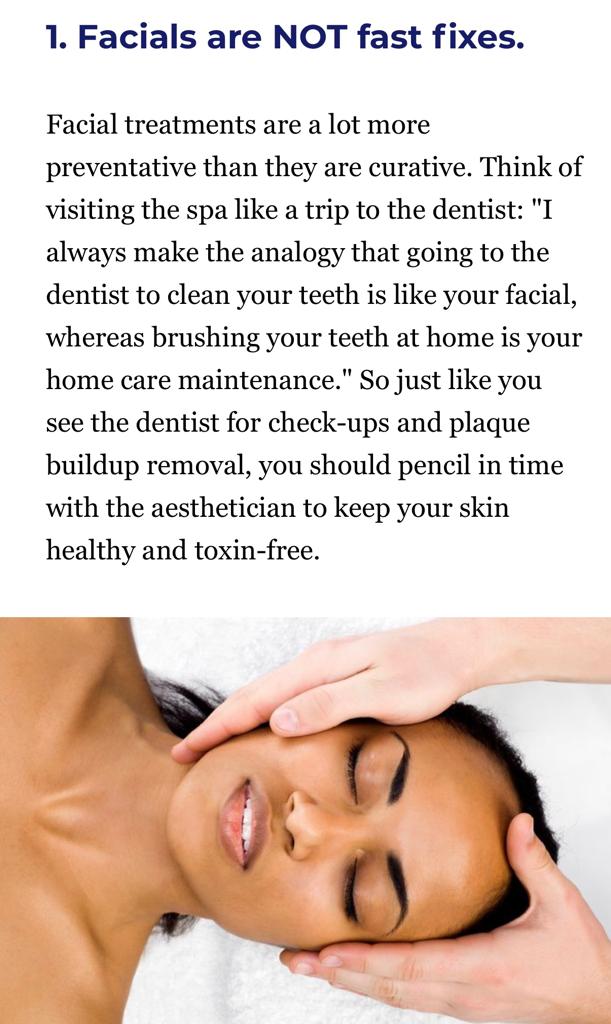 1. Facials are NOT fast fixes.
Facial treatments are a lot more
preventative than they are curative. Think of
visiting the spa like a trip to the dentist: "I
always make the analogy that going to the
dentist to clean your teeth is like your facial,
whereas brushing your teeth at home is your
home care maintenance." So just like you
see the dentist for check-ups and plaque
buildup removal, you should pencil in time
with the aesthetician to keep your skin
healthy and toxin-free.